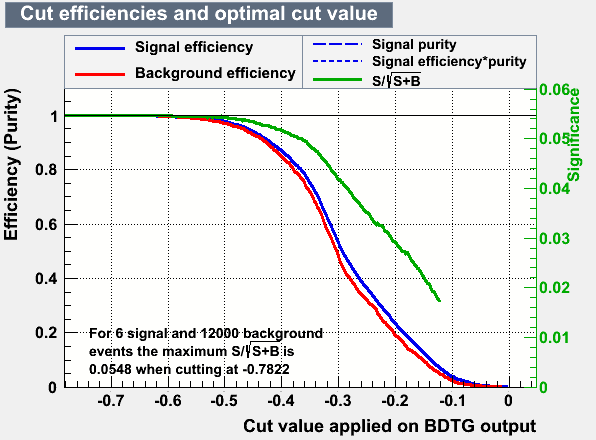 Cut efficiencies and optimal cut value
Signal efficiency
Background efficiency
Signal purity
Signal efficiency*purity
S/√S+B
Efficiency (Purity)
1
0.8
0.6
0.4
0.2
0
0.06
0.05
0.04
0.03
0.02
0.01
0
Significance
For 6 signal and 12000 background
events the maximum S/√S+B is
0.0548 when cutting at -0.7822
-0.7 -0.6 -0.5 -0.4 -0.3 -0.2 -0.1 0
Cut value applied on BDTG output